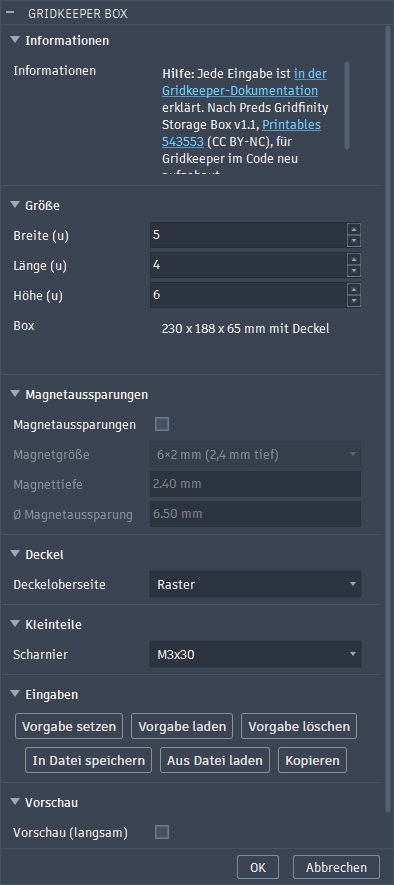 GRIDKEEPER BOX
Informationen
Informationen
Hilfe: Jede Eingabe ist in der
Gridkeeper-Dokumentation
erklärt. Nach Preds Gridfinity
Storage Box v1.1, Printables
543553 (CC BY-NC), für
Gridkeeper im Code neu
aufgebaut
Größe
Breite (u) 5
Länge (u) 4
Höhe (u) 6
Box 230 x 188 x 65 mm mit Deckel
Magnetaussparungen
Magnetaussparungen
Magnetgröße 6×2 mm (2,4 mm tief)
Magnettiefe 2.40 mm
Ø Magnetaussparung 6.50 mm
Deckel
Deckeloberseite Raster
Kleinteile
Scharnier M3x30
Eingaben
Vorgabe setzen Vorgabe laden Vorgabe löschen
In Datei speichern Aus Datei laden Kopieren
Vorschau
Vorschau (langsam)
OK Abbrechen